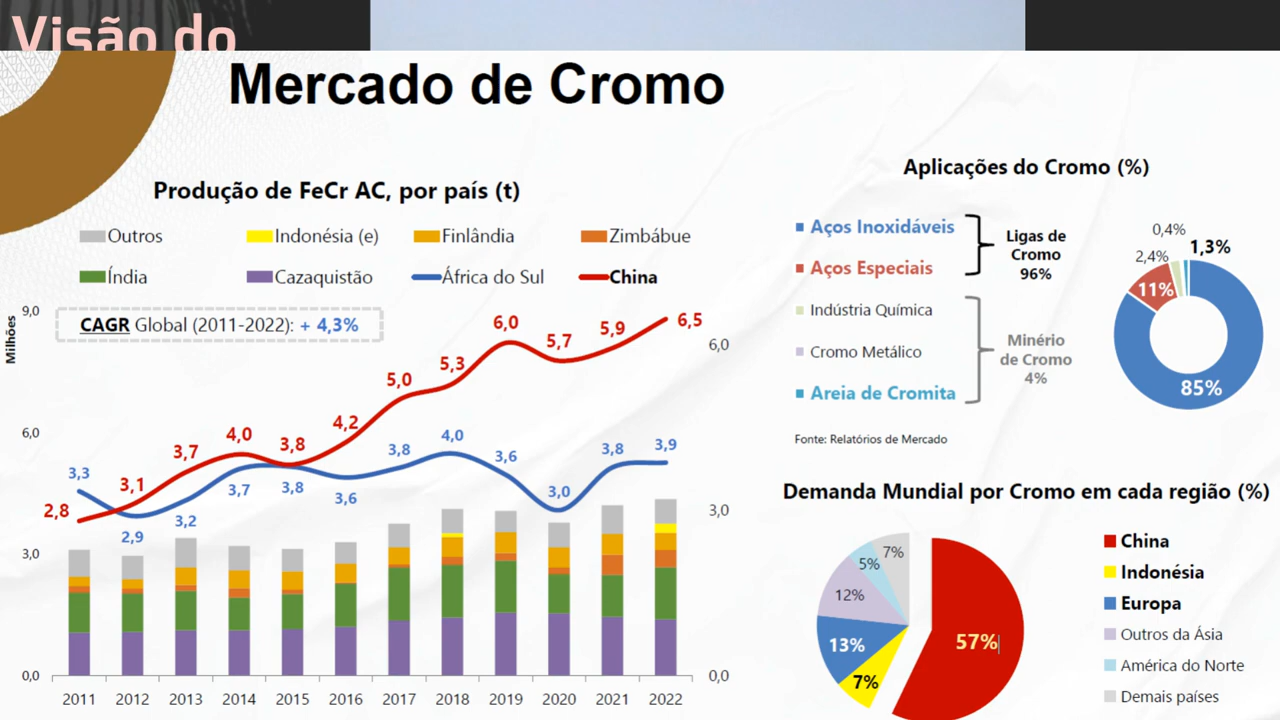 Visão do
Mercado de Cromo
Produção de FeCr AC, por país (t)
Outros
Indonésia (e)
Finlândia
Zimbábue
Índia
Cazaquistão
África do Sul
China
Milhões
CAGR Global (2011-2022): + 4,3%
9,0
6,0
3,0
0,0
6,0
3,0
0,0
2,8
3,1
3,7
4,0
3,8
4,2
5,0
5,3
6,0
5,7
5,9
6,5
3,3
2,9
3,2
3,7
3,8
3,6
3,8
4,0
3,6
3,0
3,8
3,9
2011
2012
2013
2014
2015
2016
2017
2018
2019
2020
2021
2022
Aplicações do Cromo (%)
Aços Inoxidáveis
Aços Especiais
Indústria Química
Cromo Metálico
Areia de Cromita
Ligas de
Cromo
96%
Minério
de Cromo
4%
0,4%
2,4%
1,3%
11%
85%
Fonte: Relatórios de Mercado
Demanda Mundial por Cromo em cada região (%)
7%
5%
12%
13%
7%
57%
China
Indonésia
Europa
Outros da Ásia
América do Norte
Demais países